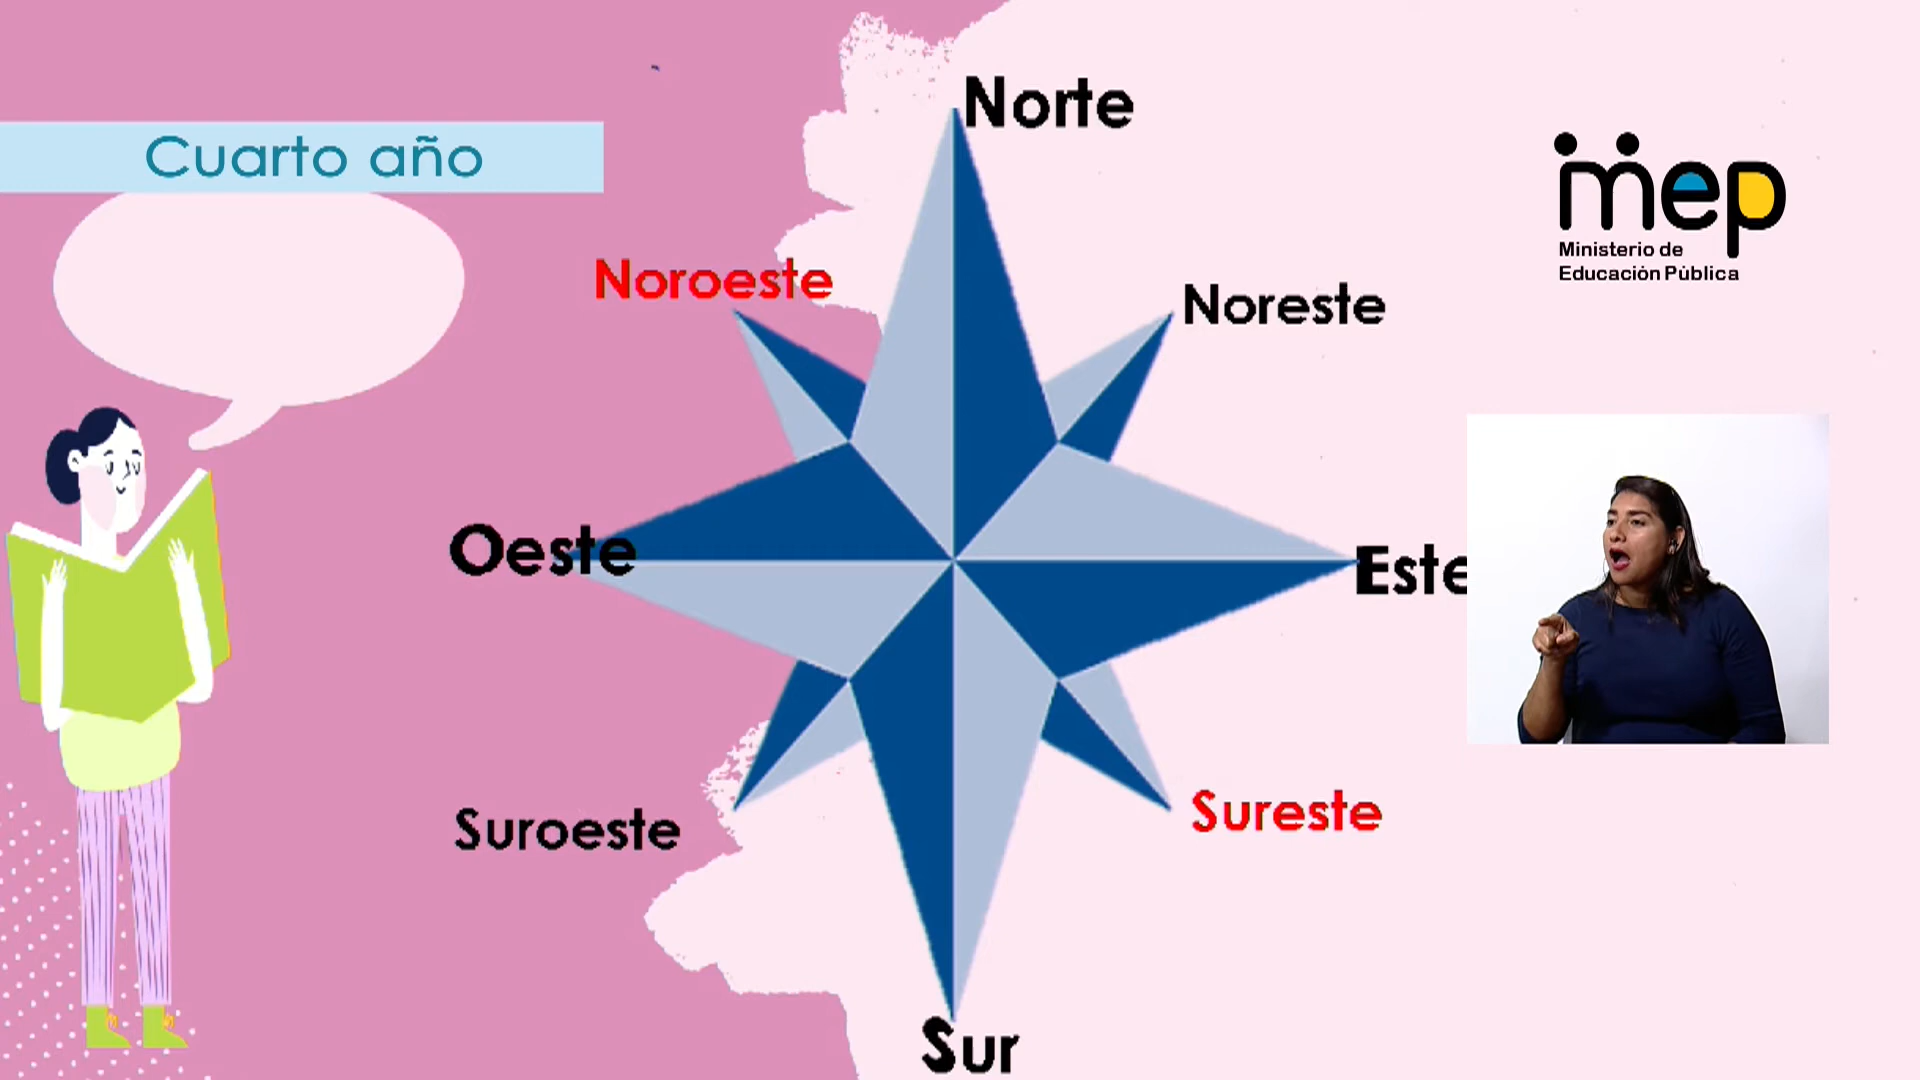 Norte
Cuarto año
mep
Ministerio de
Educación Pública
Noroeste
Noreste
Oeste
Este
Suroeste
Sureste
Sur